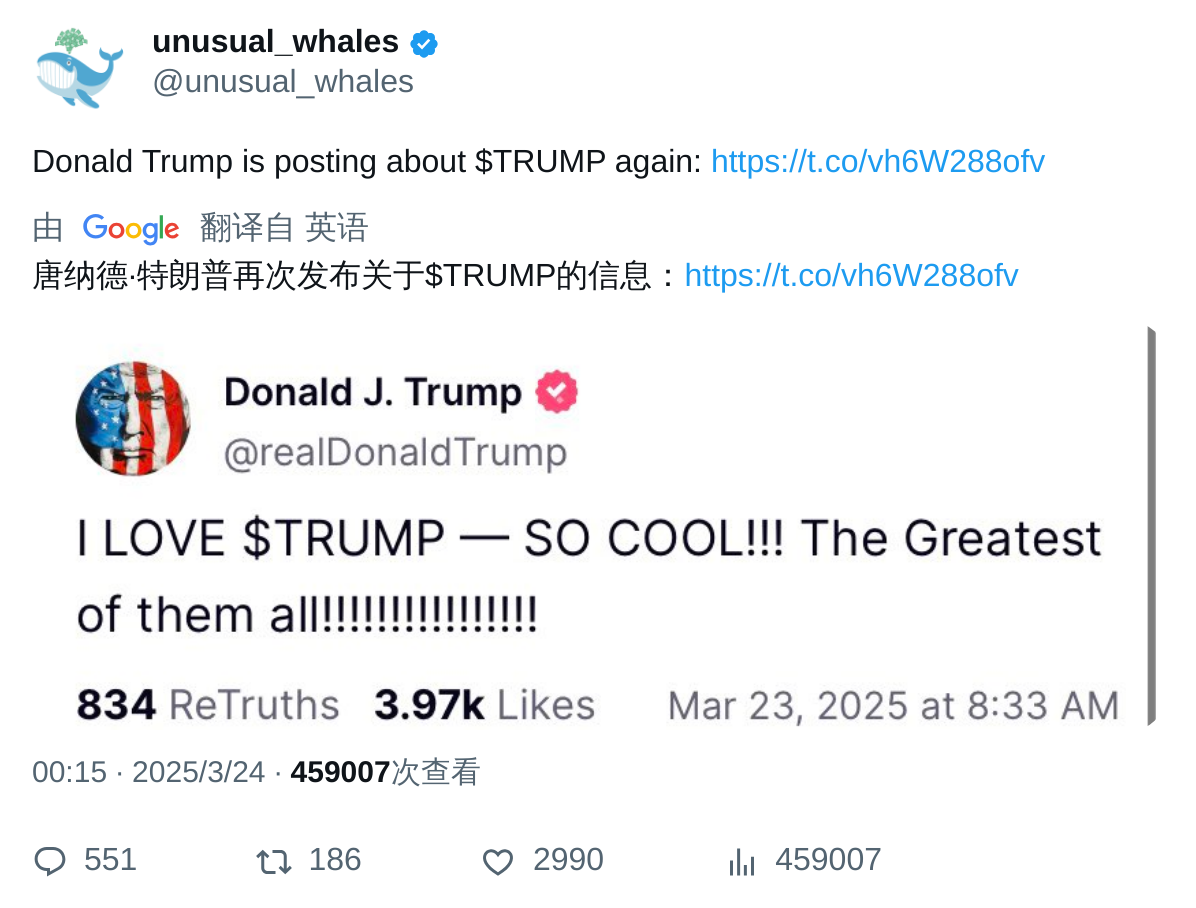 unusual_whales
@unusual_whales
Donald Trump is posting about $TRUMP again: https://t.co/vh6W288ofv
由 Google 翻译自 英语
唐纳德·特朗普再次发布关于$TRUMP的信息：https://t.co/vh6W288ofv
Donald J. Trump
@realDonaldTrump
I LOVE $TRUMP — SO COOL!!! The Greatest
of them all!!!!!!!!!!!!!!!!
834 ReTruths 3.97k Likes Mar 23, 2025 at 8:33 AM
00:15 · 2025/3/24 · 459007次查看
551 186 2990 459007